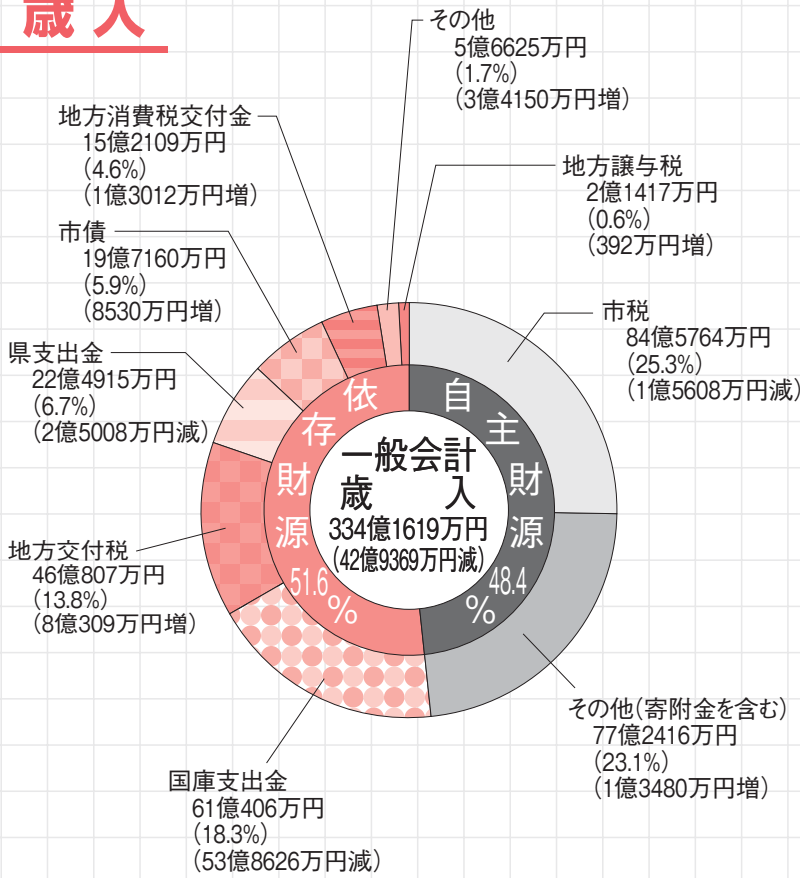 歳入
その他
5億6625万円
(1.7%)
(3億4150万円増)
地方消費税交付金
15億2109万円
(4.6%)
(1億3012万円増)
地方譲与税
2億1417万円
(0.6%)
(392万円増)
市債
19億7160万円
(5.9%)
(8530万円増)
市税
84億5764万円
(25.3%)
(1億5608万円減)
県支出金
22億4915万円
(6.7%)
(2億5008万円減)
依存財源
51.6
%
自主財源
48.4
%
一般会計
歳入
334億1619万円
(42億9369万円減)
地方交付税
46億807万円
(13.8%)
(8億309万円増)
その他(寄附金を含む)
77億2416万円
(23.1%)
(1億3480万円増)
国庫支出金
61億406万円
(18.3%)
(53億8626万円減)